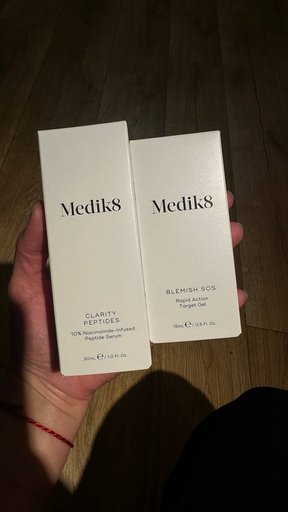 Medik8
CLARITY
PEPTIDES
10% Niacinamide-Infused
Peptide Serum
30mL ℮ / 1.0 Fl. Oz.
Medik8
BLEMISH SOS
Rapid Action
Target Gel
15mL ℮ / 0.5 Fl. Oz.